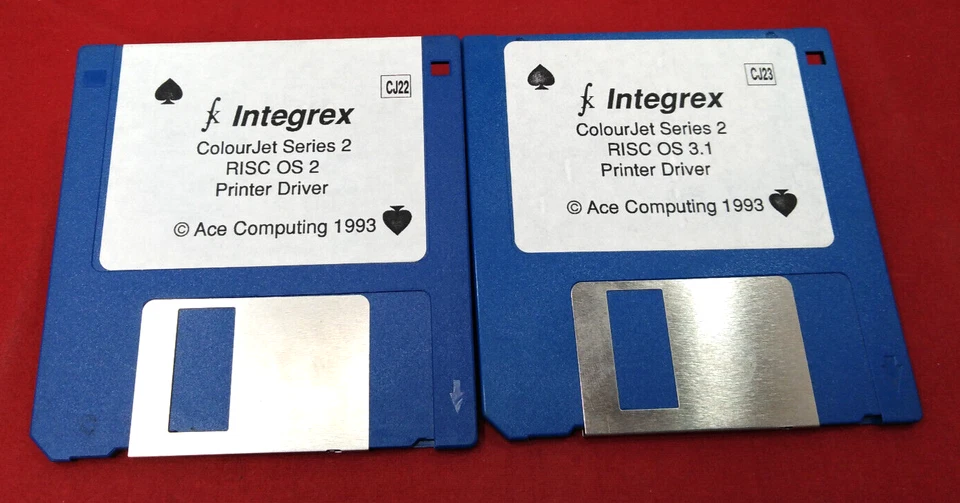 CJ22
Integrex
ColourJet Series 2
RISC OS 2
Printer Driver
© Ace Computing 1993
CJ23
Integrex
ColourJet Series 2
RISC OS 3.1
Printer Driver
© Ace Computing 1993